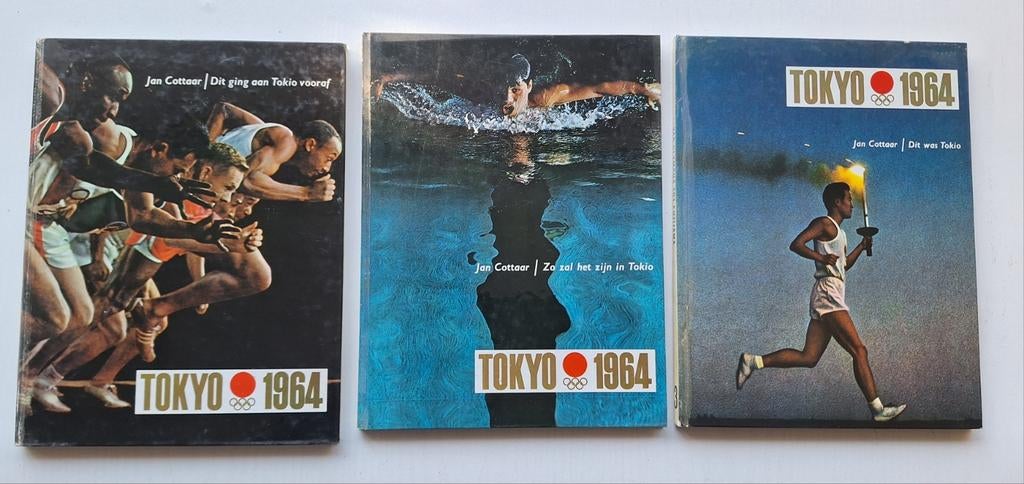 Jan Cottaar | Dit ging aan Tokio vooraf
TOKYO 1964
Jan Cottaar | Zo zal het zijn in Tokio
TOKYO 1964
TOKYO 1964
Jan Cottaar | Dit was Tokio
3